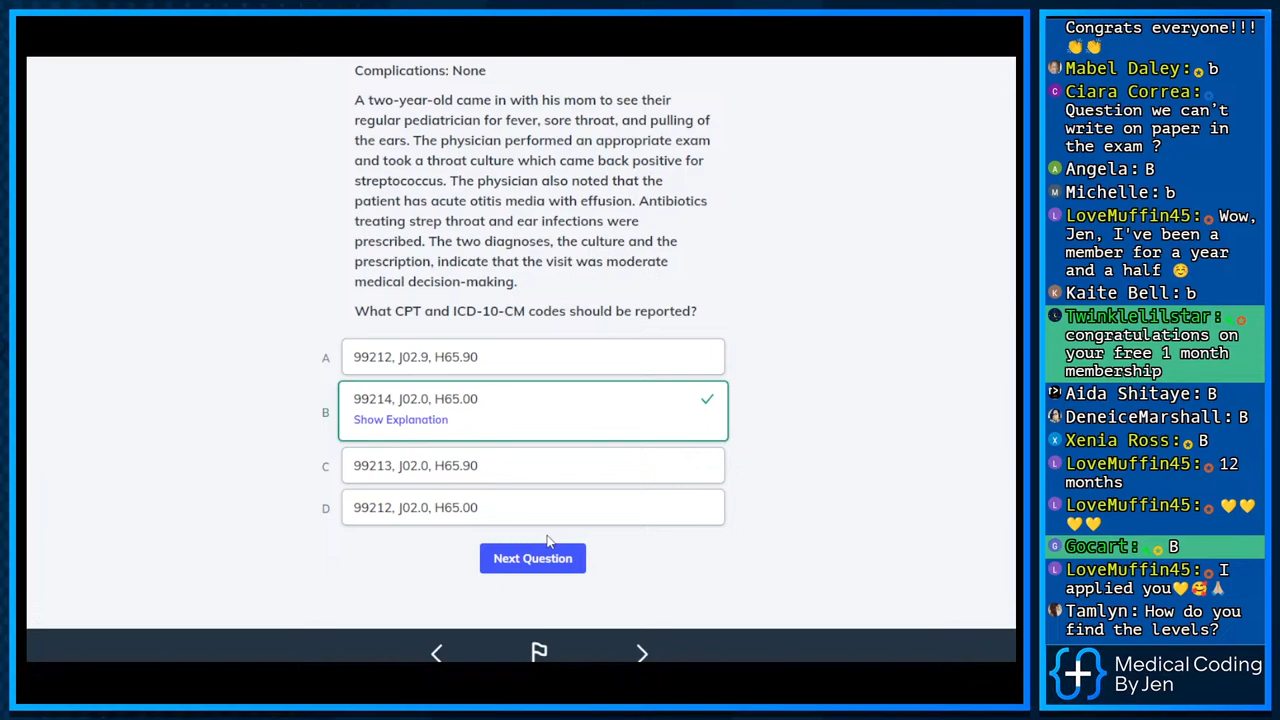 Complications: None
A two-year-old came in with his mom to see their
regular pediatrician for fever, sore throat, and pulling of
the ears. The physician performed an appropriate exam
and took a throat culture which came back positive for
streptococcus. The physician also noted that the
patient has acute otitis media with effusion. Antibiotics
treating strep throat and ear infections were
prescribed. The two diagnoses, the culture and the
prescription, indicate that the visit was moderate
medical decision-making.
What CPT and ICD-10-CM codes should be reported?
A 99212, J02.9, H65.90
B 99214, J02.0, H65.00
Show Explanation
C 99213, J02.0, H65.90
D 99212, J02.0, H65.00
Next Question
Congrats everyone!!!
👏👏
Mabel Daley: b
Ciara Correa:
Question we can't
write on paper in
the exam ?
Angela: B
Michelle: b
LoveMuffin45: Wow,
Jen, I've been a
member for a year
and a half ☺️
Kaite Bell: b
Twinklelilstar:
congratulations on
your free 1 month
membership
Aida Shitaye: B
DeneiceMarshall: B
Xenia Ross: B
LoveMuffin45: 12
months
LoveMuffin45: 💛💛
💛💛
Gocart: B
LoveMuffin45: I
applied you💛🥰🙏🏻
Tamlyn: How do you
find the levels?
Medical Coding
By Jen